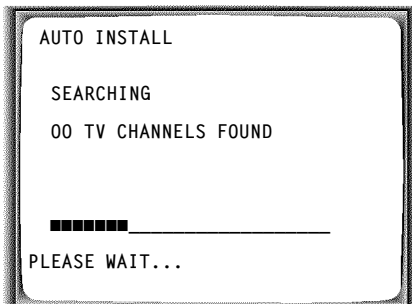 AUTO INSTALL
SEARCHING
00 TV CHANNELS FOUND
PLEASE WAIT...